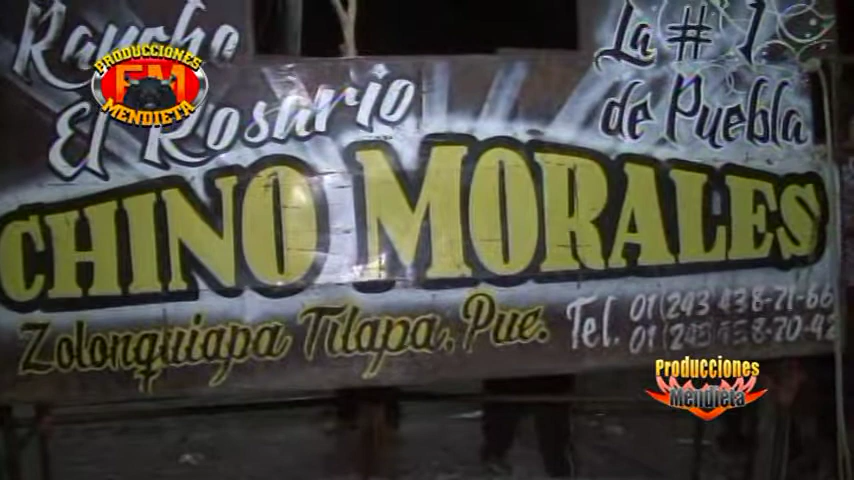 Rancho
El Rosario
La # 1
de Puebla
CHINO MORALES
Zolonquiapa Tilapa, Pue.
Tel. 01(243 438-71-66
PRODUCCIONES
FM
MENDIETA
Producciones
Mendieta